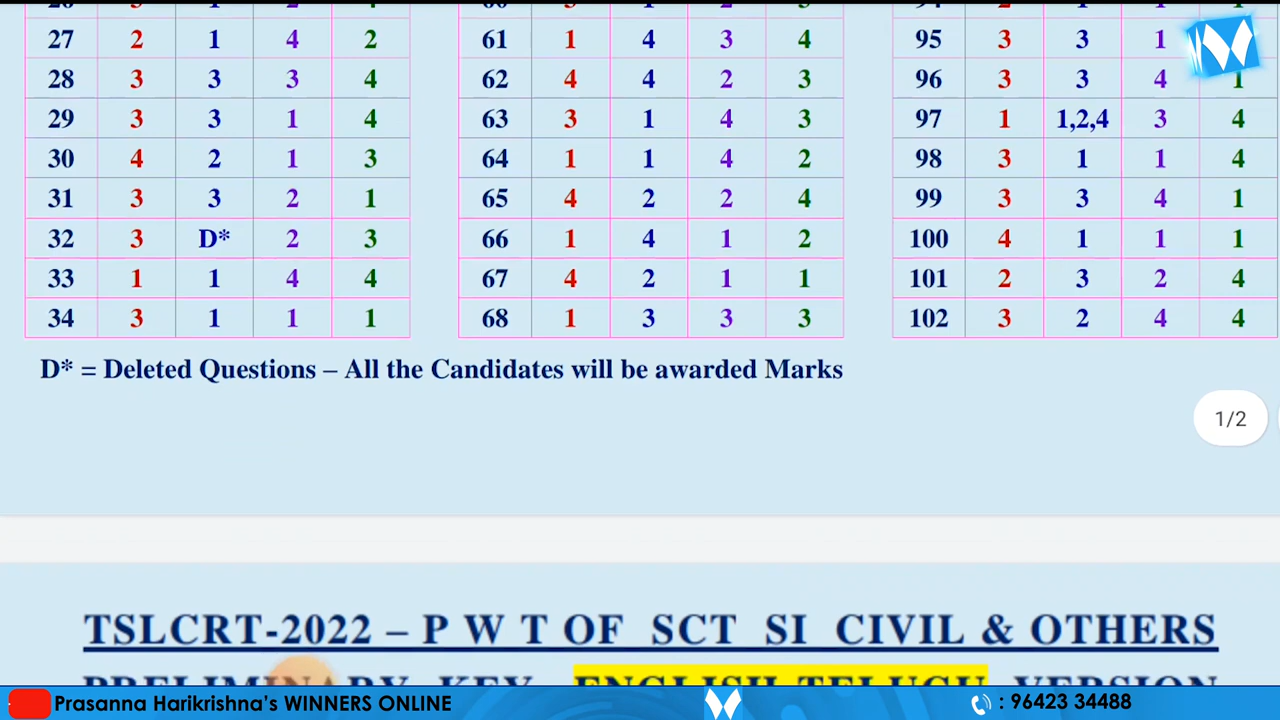 27 2 1 4 2 61 1 4 3 4 95 3 3 1
28 3 3 3 4 62 4 4 2 3 96 3 3 4 1
29 3 3 1 4 63 3 1 4 3 97 1 1,2,4 3 4
30 4 2 1 3 64 1 1 4 2 98 3 1 1 4
31 3 3 2 1 65 4 2 2 4 99 3 3 4 1
32 3 D* 2 3 66 1 4 1 2 100 4 1 1 1
33 1 1 4 4 67 4 2 1 1 101 2 3 2 4
34 3 1 1 1 68 1 3 3 3 102 3 2 4 4
D* = Deleted Questions – All the Candidates will be awarded Marks
1/2
TSLCRT-2022 – P W T OF SCT SI CIVIL & OTHERS
PRELIMINARY KEY ENGLISH-TELUGU VERSION
Prasanna Harikrishna's WINNERS ONLINE
: 96423 34488